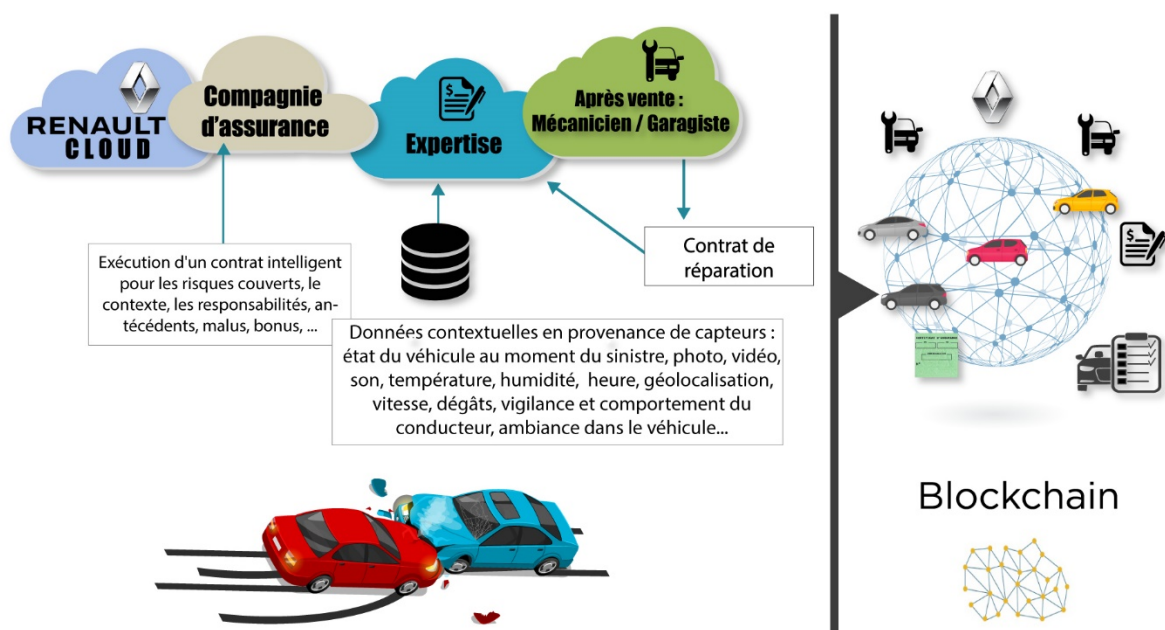 RENAULT
CLOUD
Compagnie
d'assurance
Expertise
Après vente :
Mécanicien / Garagiste
Exécution d'un contrat intelligent
pour les risques couverts, le
contexte, les responsabilités, an-
técédents, malus, bonus, ...
Contrat de
réparation
Données contextuelles en provenance de capteurs :
état du véhicule au moment du sinistre, photo, vidéo,
son, température, humidité, heure, géolocalisation,
vitesse, dégâts, vigilance et comportement du
conducteur, ambiance dans le véhicule...
Blockchain